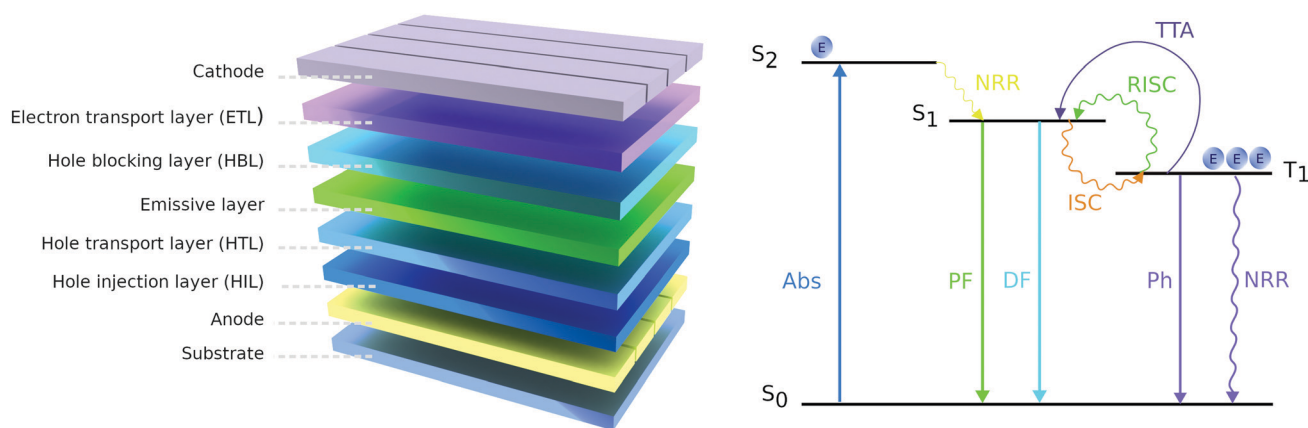 Cathode
Electron transport layer (ETL)
Hole blocking layer (HBL)
Emissive layer
Hole transport layer (HTL)
Hole injection layer (HIL)
Anode
Substrate
TTA
E
S2
NRR
RISC
S1
E E E
T1
ISC
Abs
PF
DF
Ph
NRR
S0